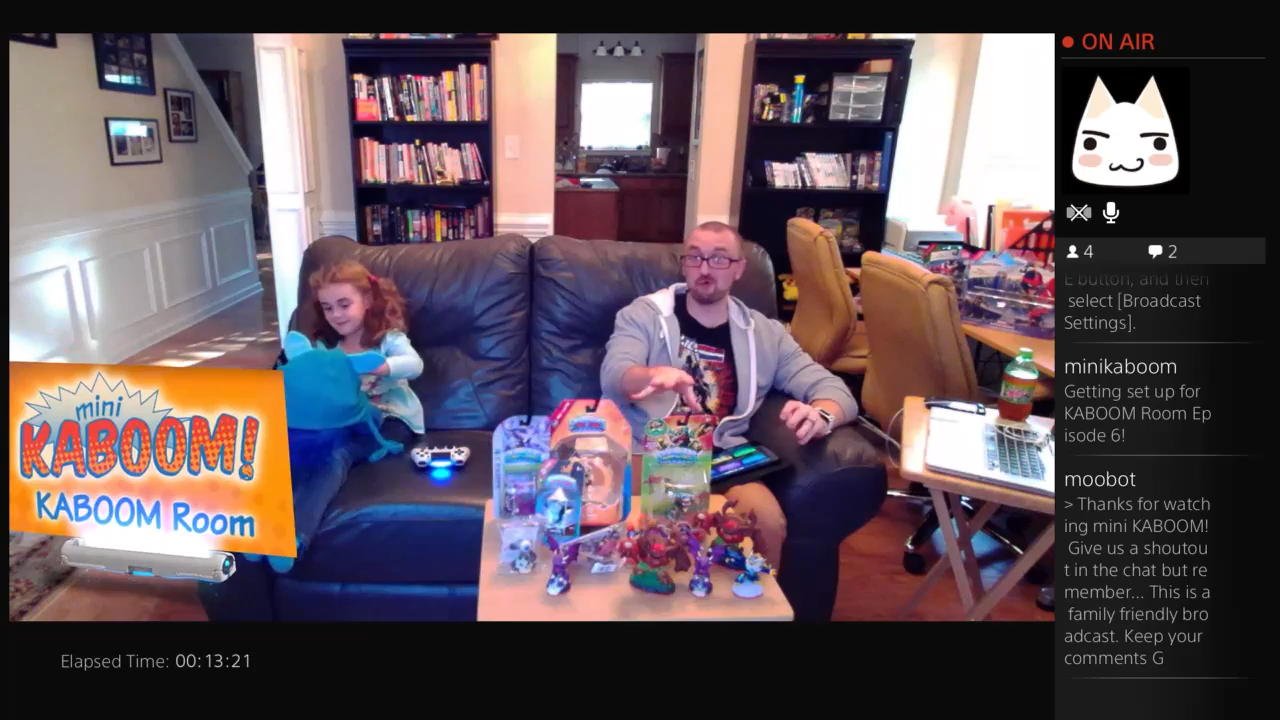 ON AIR
4 2
E button, and then
select [Broadcast
Settings].
minikaboom
Getting set up for
KABOOM Room Ep
isode 6!
moobot
> Thanks for watch
ing mini KABOOM!
Give us a shoutou
t in the chat but re
member... This is a
family friendly bro
adcast. Keep your
comments G
mini
KABOOM!
KABOOM Room
Elapsed Time: 00:13:21